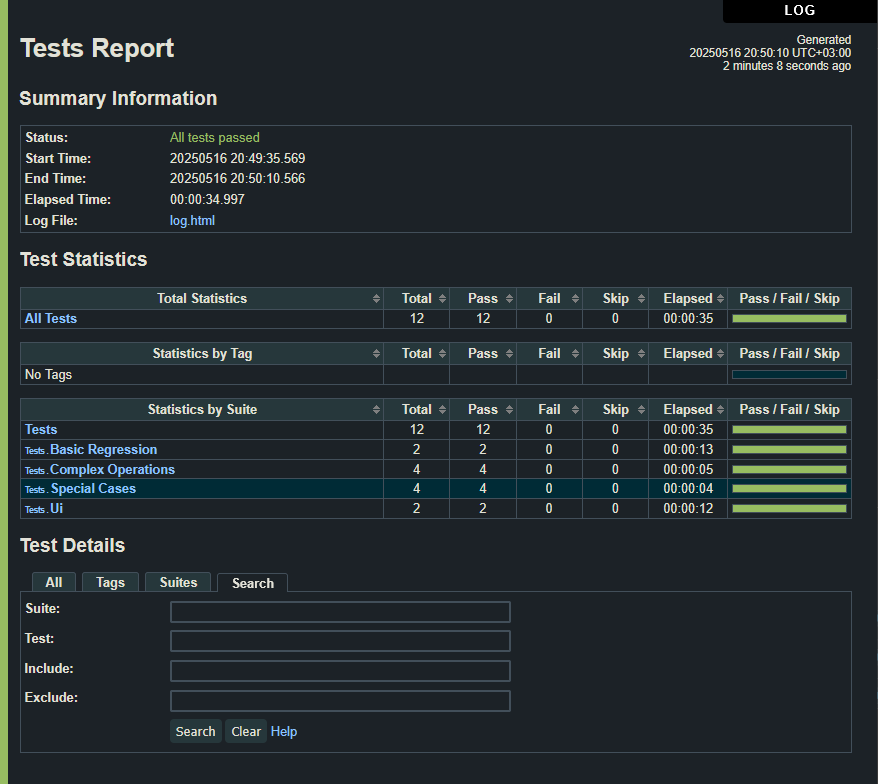 LOG
Tests Report
Generated
20250516 20:50:10 UTC+03:00
2 minutes 8 seconds ago
Summary Information
Status: All tests passed
Start Time: 20250516 20:49:35.569
End Time: 20250516 20:50:10.566
Elapsed Time: 00:00:34.997
Log File: log.html
Test Statistics
Total Statistics Total Pass Fail Skip Elapsed Pass / Fail / Skip
All Tests 12 12 0 0 00:00:35
Statistics by Tag Total Pass Fail Skip Elapsed Pass / Fail / Skip
No Tags
Statistics by Suite Total Pass Fail Skip Elapsed Pass / Fail / Skip
Tests 12 12 0 0 00:00:35
Tests . Basic Regression 2 2 0 0 00:00:13
Tests . Complex Operations 4 4 0 0 00:00:05
Tests . Special Cases 4 4 0 0 00:00:04
Tests . Ui 2 2 0 0 00:00:12
Test Details
All Tags Suites Search
Suite:
Test:
Include:
Exclude:
Search Clear Help